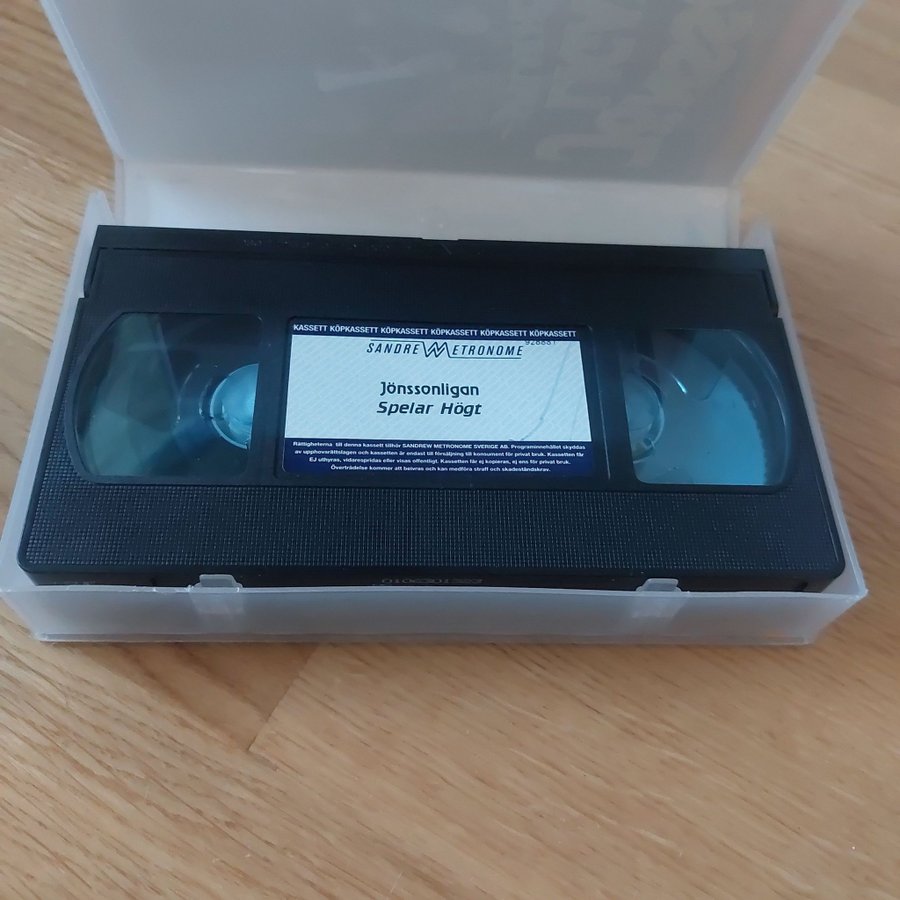 KASSETT KÖPKASSETT KÖPKASSETT KÖPKASSETT KÖPKASSETT KÖPKASSETT
SANDREW METRONOME
Jönssonligan
Spelar Högt
Rättigheterna till denna kassett tillhör SANDREW METRONOME SVERIGE AB. Programinnehållet skyddas
av upphovsrättslagen och kassetten är endast till försäljning till konsument för privat bruk. Kassetten får
EJ uthyras, vidarespridas eller visas offentligt. Kassetten får ej kopieras, ej ens för privat bruk.
Överträdelse kommer att beivras och kan medföra straff och skadeståndskrav.